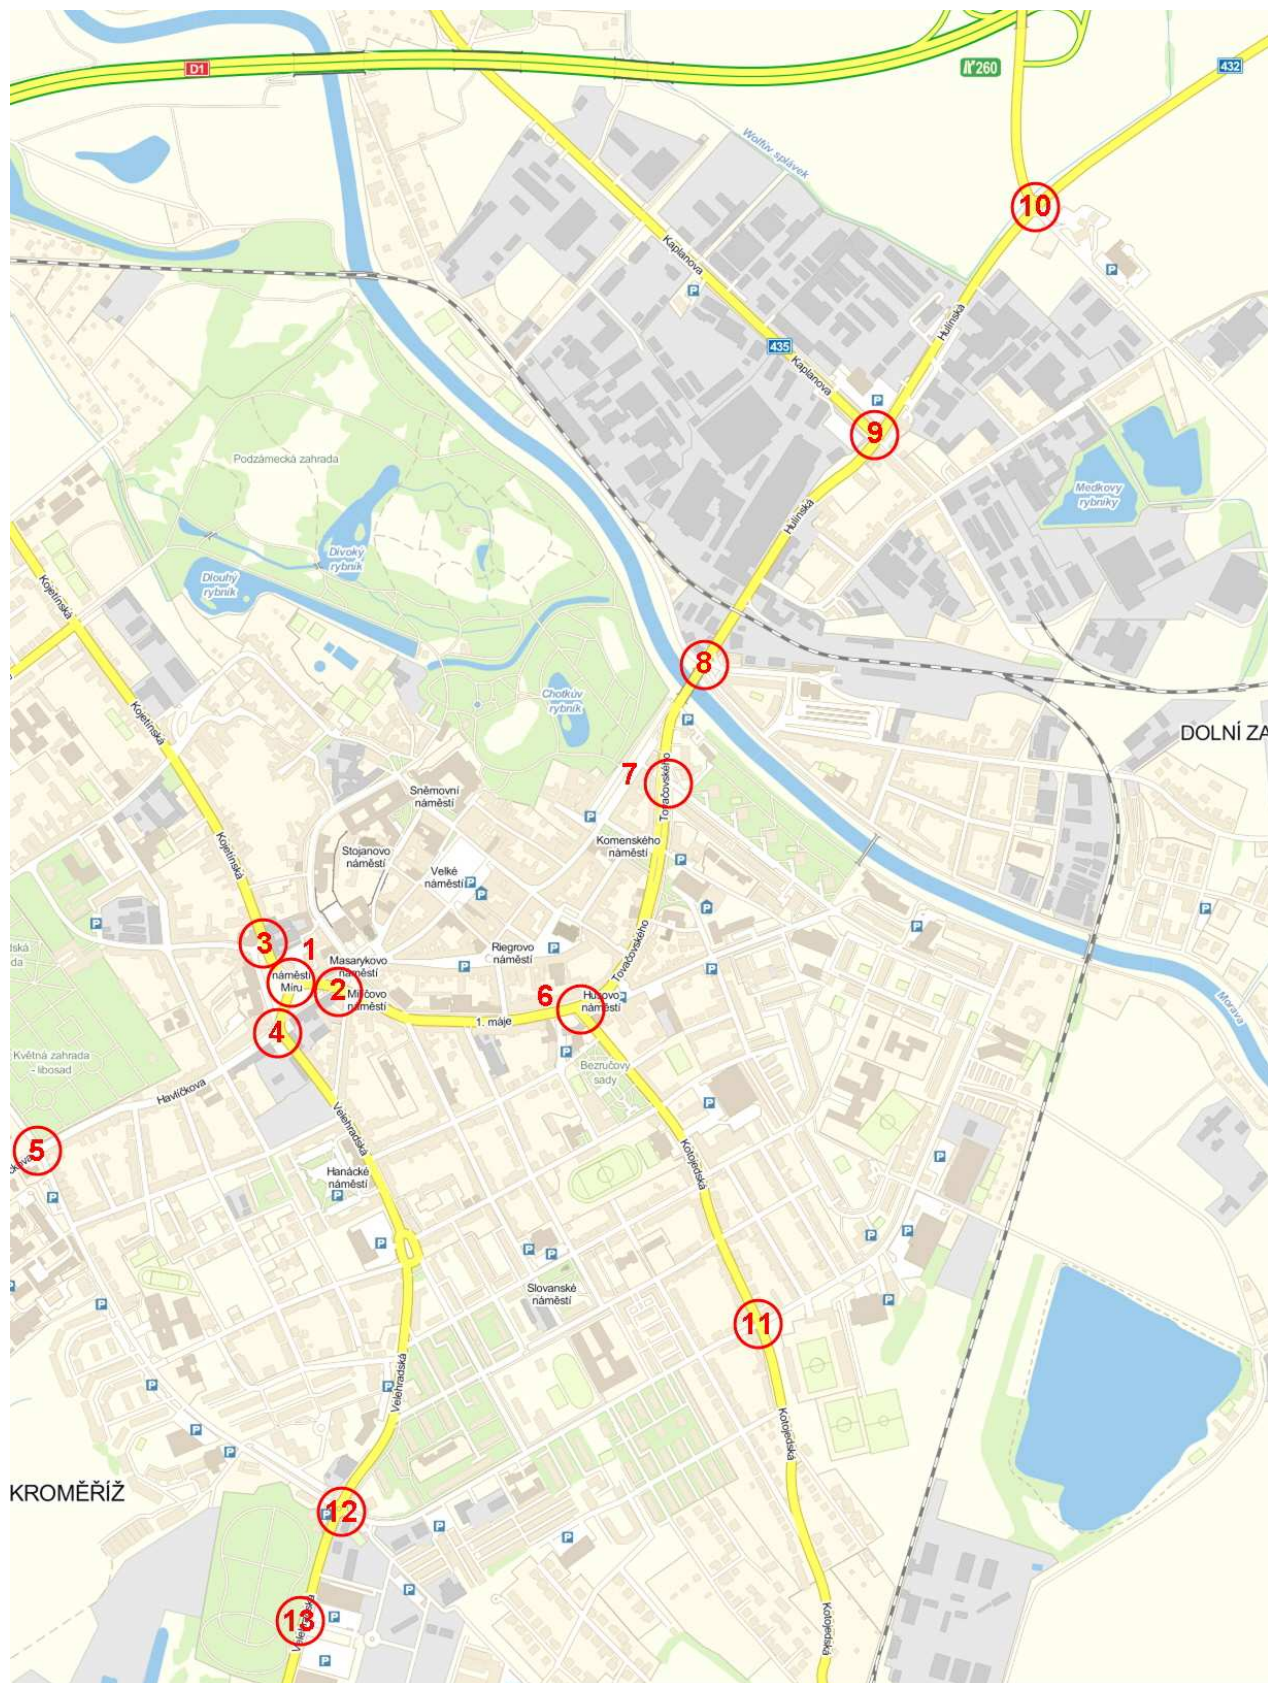 D1
260
432
Wolfův splávek
10
Kaplanova
Hulínská
435
Kaplanova
9
Podzámecká zahrada
Medkovy
rybníky
Hulínská
Divoký
rybník
Dlouhý
rybník
Kojetínská
8
Chotkův
rybník
Kojetínská
DOLNÍ ZA
7
Tovačovského
Sněmovní
náměstí
Komenského
náměstí
Kojetínská
Stojanovo
náměstí
Velké
náměstí
3
1
Masarykovo
náměstí
Riegrovo
náměstí
Tovačovského
náměstí
Míru
2
Milíčovo
náměstí
6
Husovo
náměstí
Morava
4
1. máje
Květná zahrada
- libosad
Bezručovy
sady
Havlíčkova
Velehradská
5
Kotojedská
Hanácké
náměstí
Slovanské
náměstí
11
Velehradská
Kotojedská
KROMĚŘÍŽ
12
13
Velehradská
Kotojedská